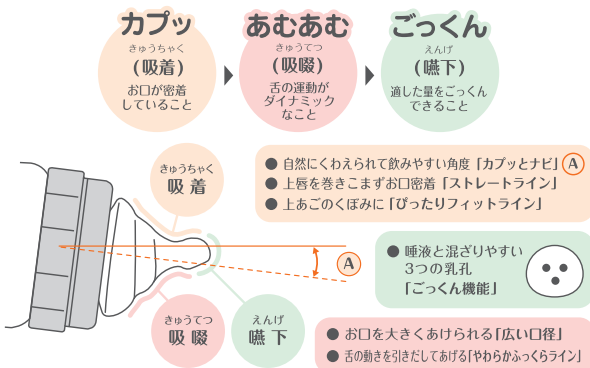 カプッ
きゅうちゃく
(吸着)
お口が密着
していること
あむあむ
きゅうてつ
(吸啜)
舌の運動が
ダイナミック
なこと
ごっくん
えんげ
(嚥下)
適した量をごっくん
できること
きゅうちゃく
吸着
● 自然にくわえられて飲みやすい角度「カプッとナビ」A
● 上唇を巻きこまずお口密着「ストレートライン」
● 上あごのくぼみに「ぴったりフィットライン」
A
● 唾液と混ざりやすい
3つの乳孔
「ごっくん機能」
きゅうてつ
吸啜
えんげ
嚥下
● お口を大きくあけられる「広い口径」
● 舌の動きを引きだしてあげる「やわらかふっくらライン」